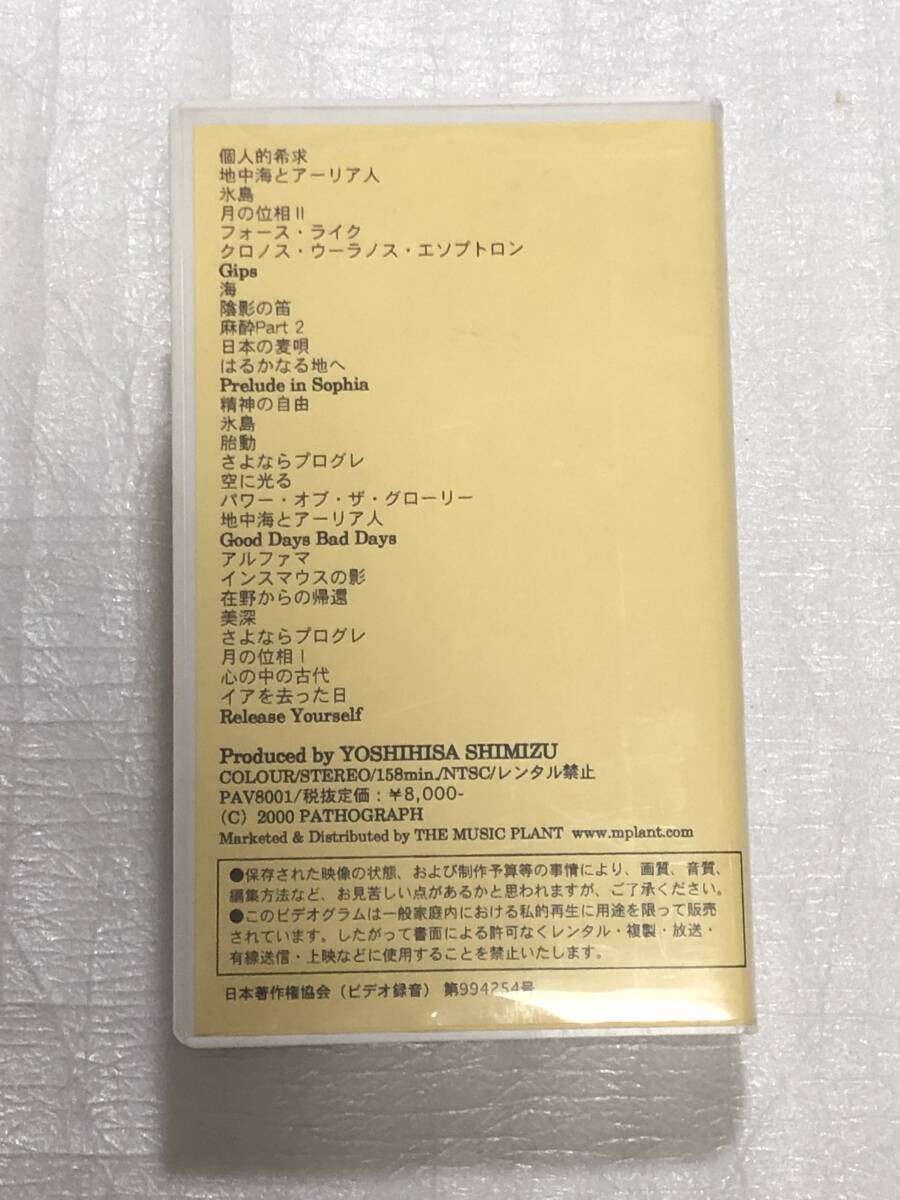 個人的希求
地中海とアーリア人
氷島
月の位相II
フォース・ライク
クロノス・ウーラノス・エソプトロン
Gips
海
陰影の笛
麻酔Part 2
日本の麦唄
はるかなる地へ
Prelude in Sophia
精神の自由
氷島
胎動
さよならプログレ
空に光る
パワー・オブ・ザ・グローリー
地中海とアーリア人
Good Days Bad Days
アルファマ
インスマウスの影
在野からの帰還
美深
さよならプログレ
月の位相I
心の中の古代
イアを去った日
Release Yourself
Produced by YOSHIHISA SHIMIZU
COLOUR/STEREO/158min./NTSC/レンタル禁止
PAV8001/税抜定価：￥8,000-
(C) 2000 PATHOGRAPH
Marketed & Distributed by THE MUSIC PLANT www.mplant.com
●保存された映像の状態、および制作予算等の事情により、画質、音質、
編集方法など、お見苦しい点があるかと思われますが、ご了承ください。
●このビデオグラムは一般家庭内における私的再生に用途を限って販売
されています。したがって書面による許可なくレンタル・複製・放送・
有線送信・上映などに使用することを禁止いたします。
日本著作権協会（ビデオ録音）第994254号